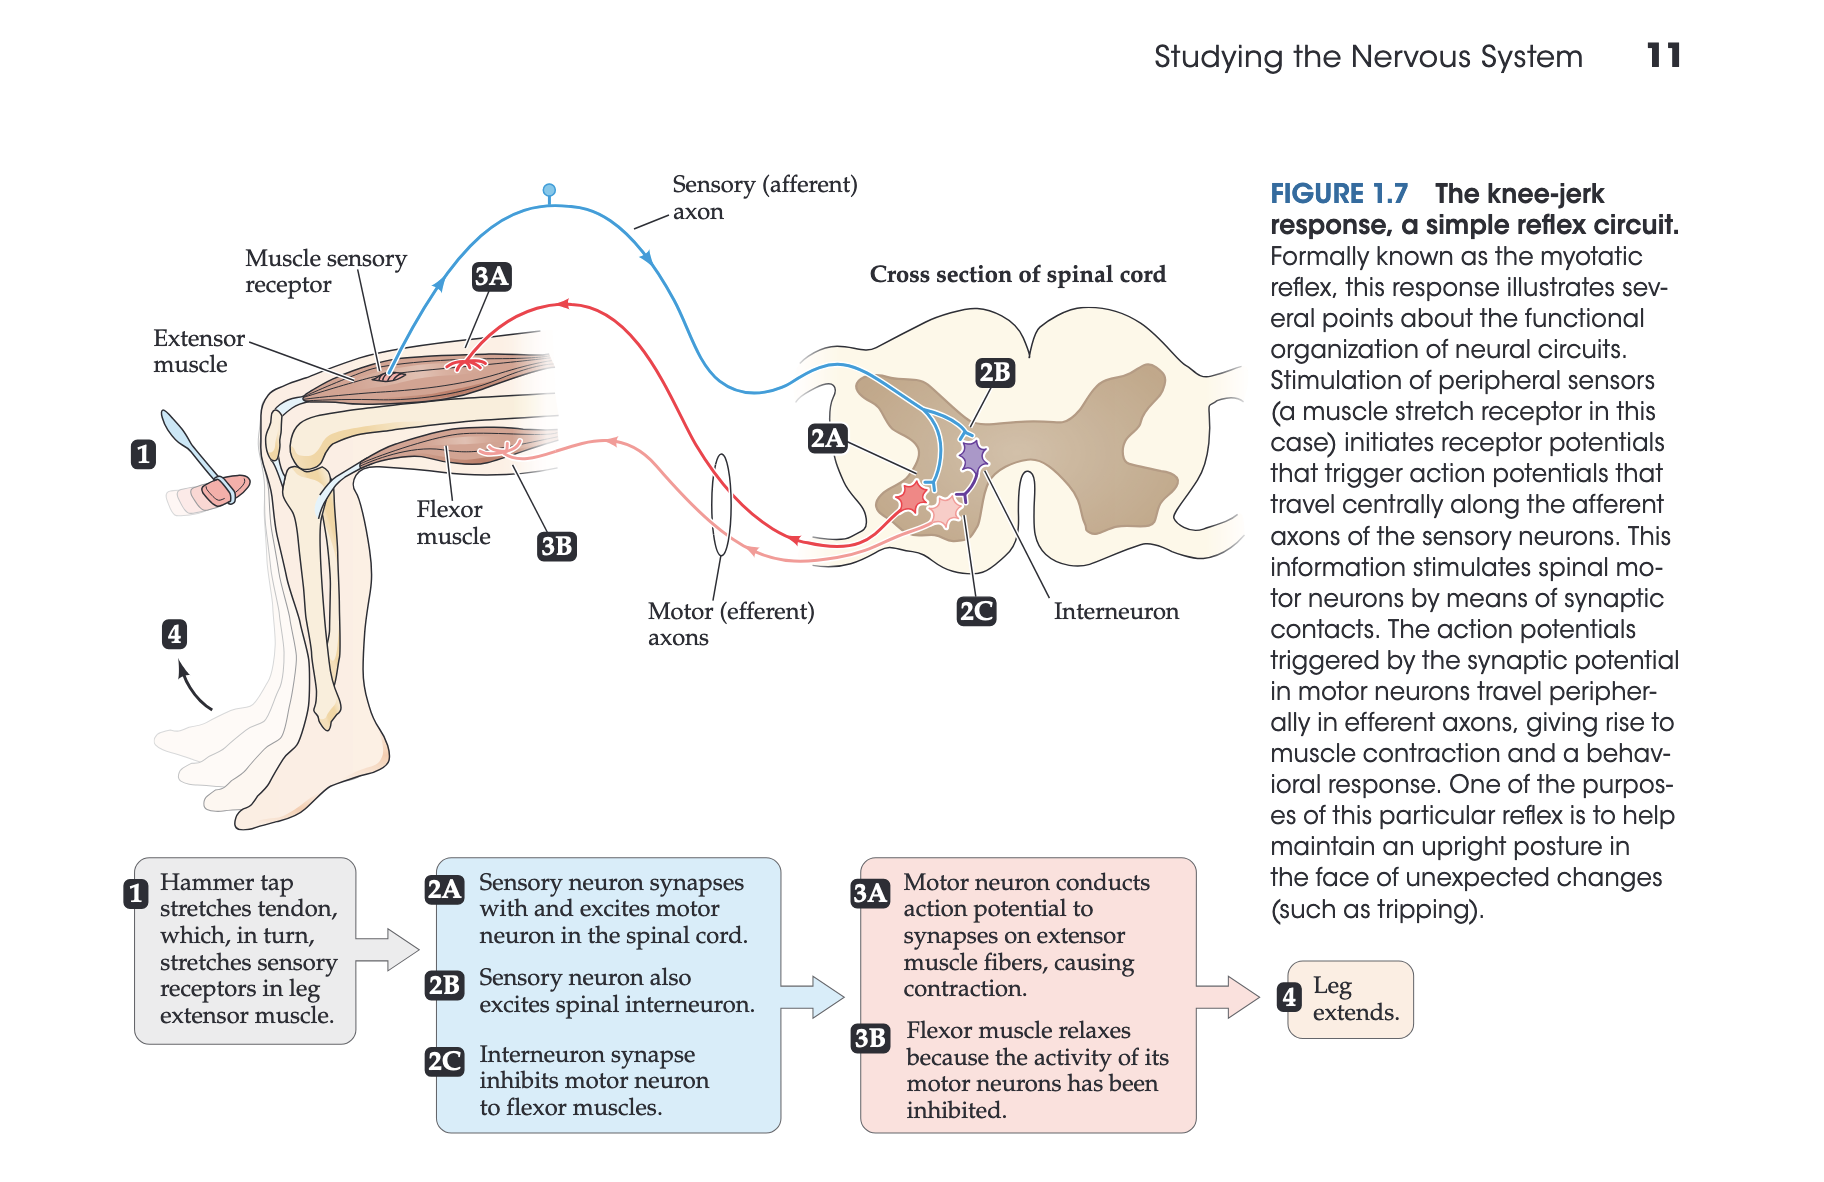 Studying the Nervous System 11
Sensory (afferent)
axon
Muscle sensory
receptor
3A
Cross section of spinal cord
Extensor
muscle
2B
2A
1
Flexor
muscle
3B
Motor (efferent)
axons
2C
Interneuron
4
FIGURE 1.7 The knee-jerk
response, a simple reflex circuit.
Formally known as the myotatic
reflex, this response illustrates sev-
eral points about the functional
organization of neural circuits.
Stimulation of peripheral sensors
(a muscle stretch receptor in this
case) initiates receptor potentials
that trigger action potentials that
travel centrally along the afferent
axons of the sensory neurons. This
information stimulates spinal mo-
tor neurons by means of synaptic
contacts. The action potentials
triggered by the synaptic potential
in motor neurons travel peripher-
ally in efferent axons, giving rise to
muscle contraction and a behav-
ioral response. One of the purpos-
es of this particular reflex is to help
maintain an upright posture in
the face of unexpected changes
(such as tripping).
1 Hammer tap
stretches tendon,
which, in turn,
stretches sensory
receptors in leg
extensor muscle.
2A Sensory neuron synapses
with and excites motor
neuron in the spinal cord.
2B Sensory neuron also
excites spinal interneuron.
2C Interneuron synapse
inhibits motor neuron
to flexor muscles.
3A Motor neuron conducts
action potential to
synapses on extensor
muscle fibers, causing
contraction.
3B Flexor muscle relaxes
because the activity of its
motor neurons has been
inhibited.
4 Leg
extends.